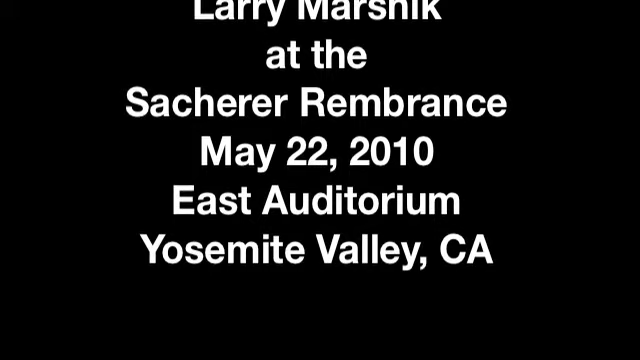 Larry Marshik
at the
Sacherer Rembrance
May 22, 2010
East Auditorium
Yosemite Valley, CA